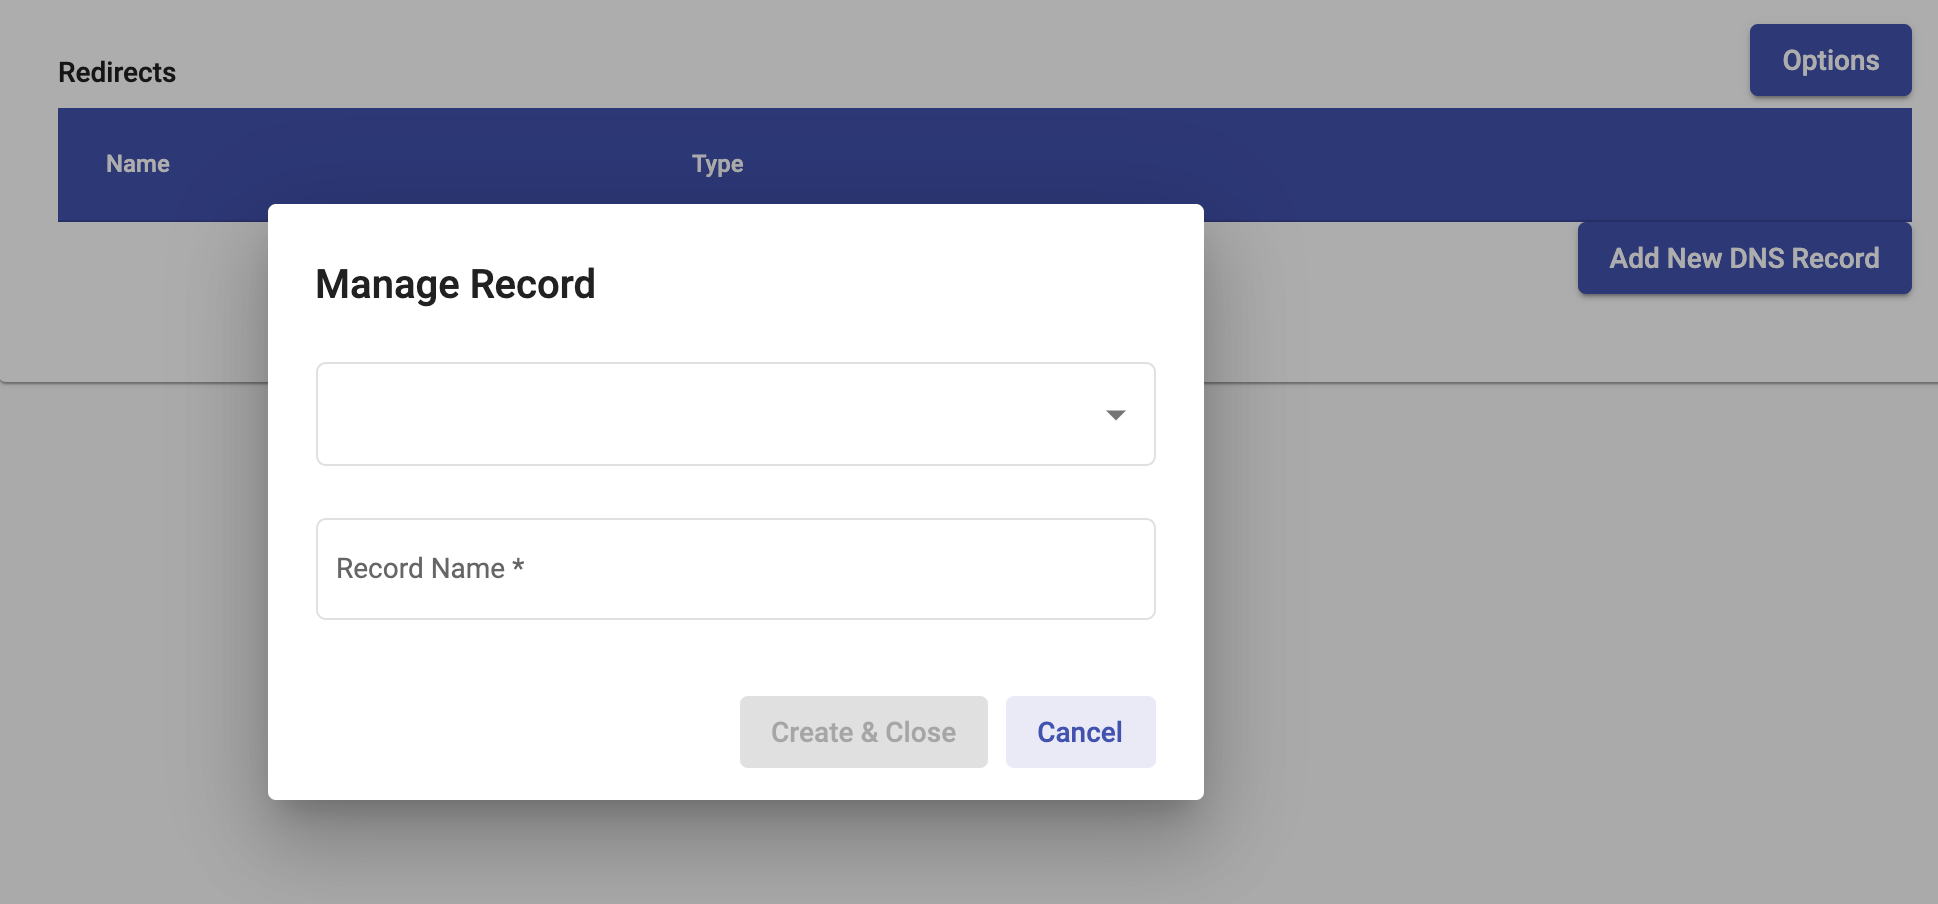 Redirects
Options
Name
Type
Add New DNS Record
Manage Record
Record Name *
Create & Close
Cancel